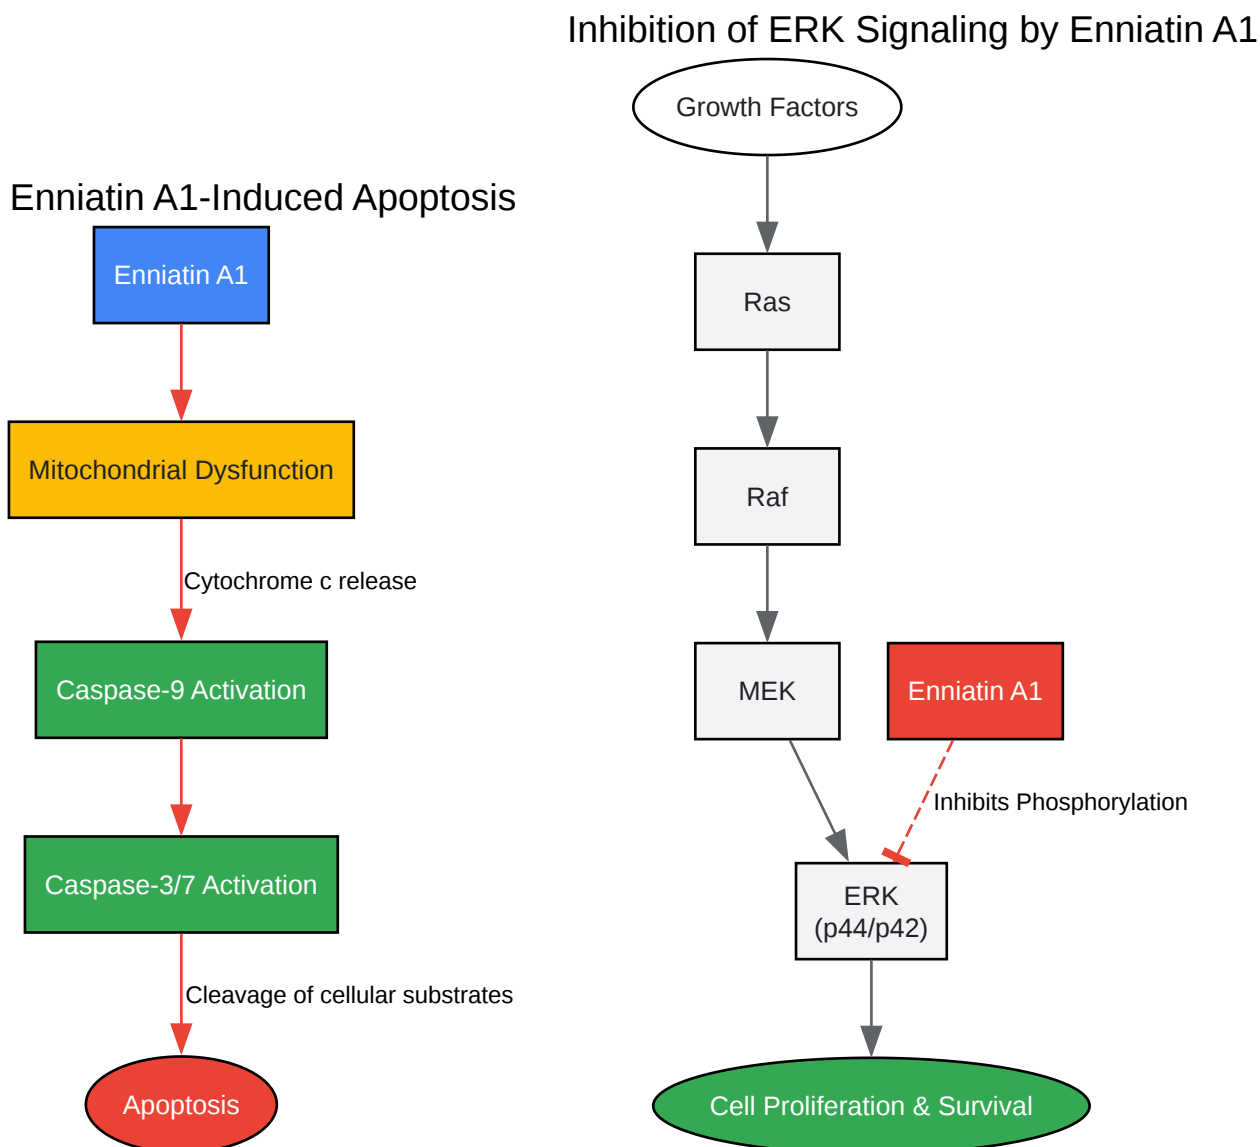 Enniatin A1-Induced Apoptosis
Enniatin A1
Mitochondrial Dysfunction
Cytochrome c release
Caspase-9 Activation
Caspase-3/7 Activation
Cleavage of cellular substrates
Apoptosis
Inhibition of ERK Signaling by Enniatin A1
Growth Factors
Ras
Raf
MEK
Enniatin A1
Inhibits Phosphorylation
ERK
(p44/p42)
Cell Proliferation & Survival